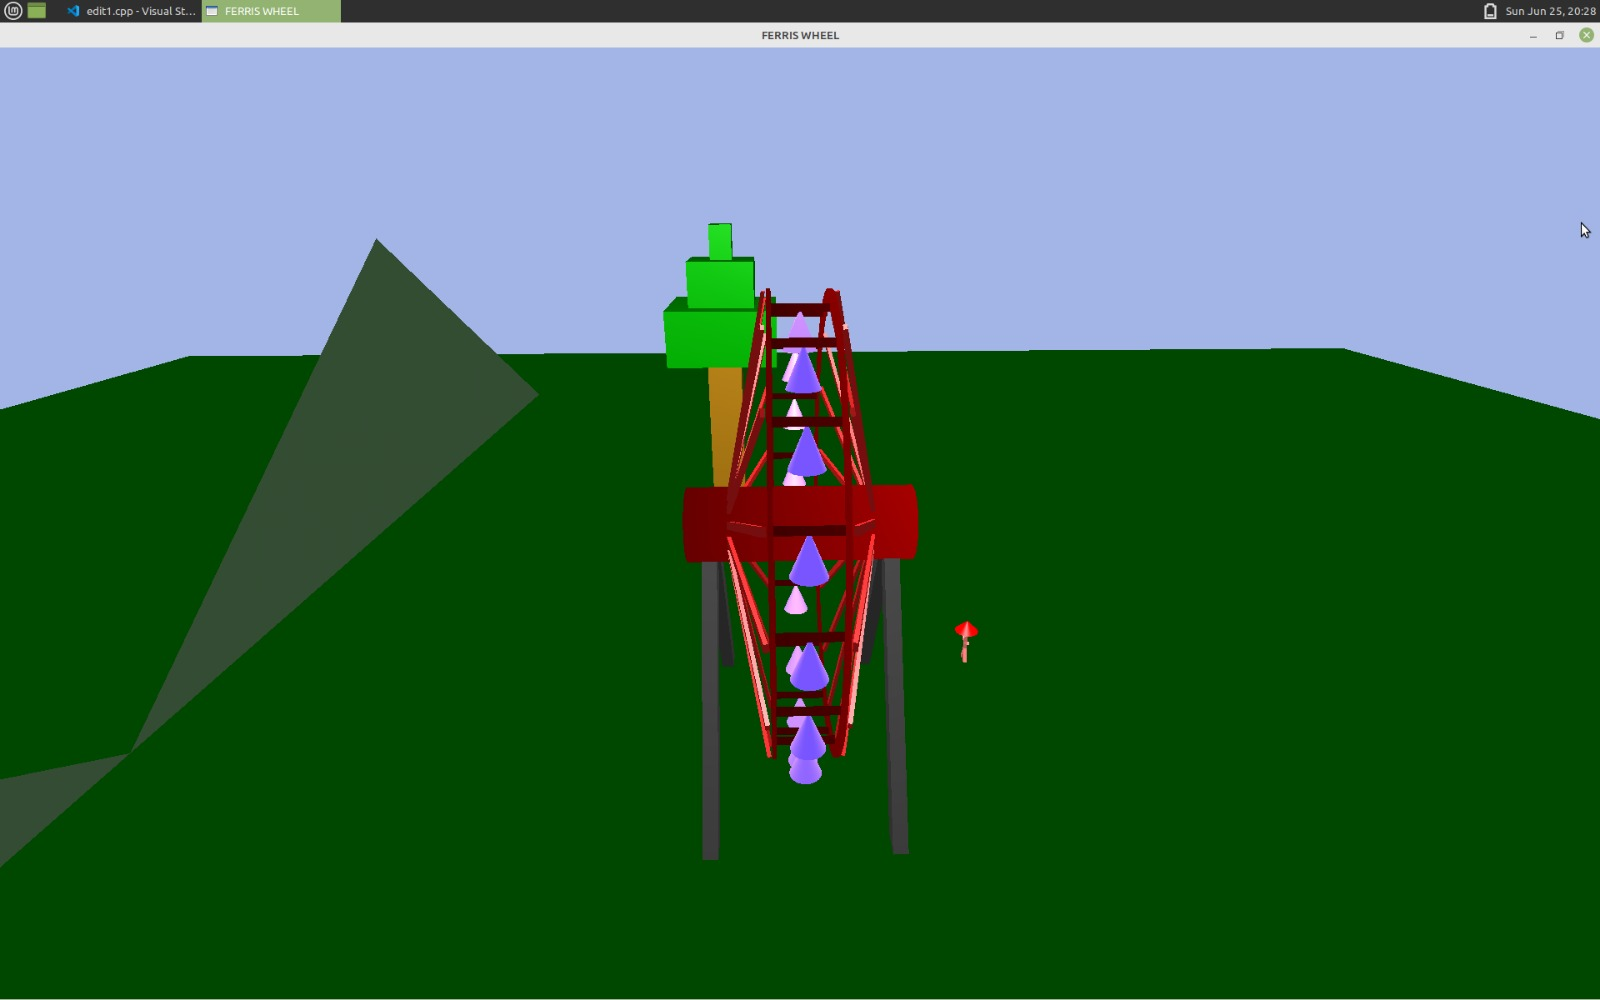 edit1.cpp - Visual St...
FERRIS WHEEL
Sun Jun 25, 20:28
FERRIS WHEEL